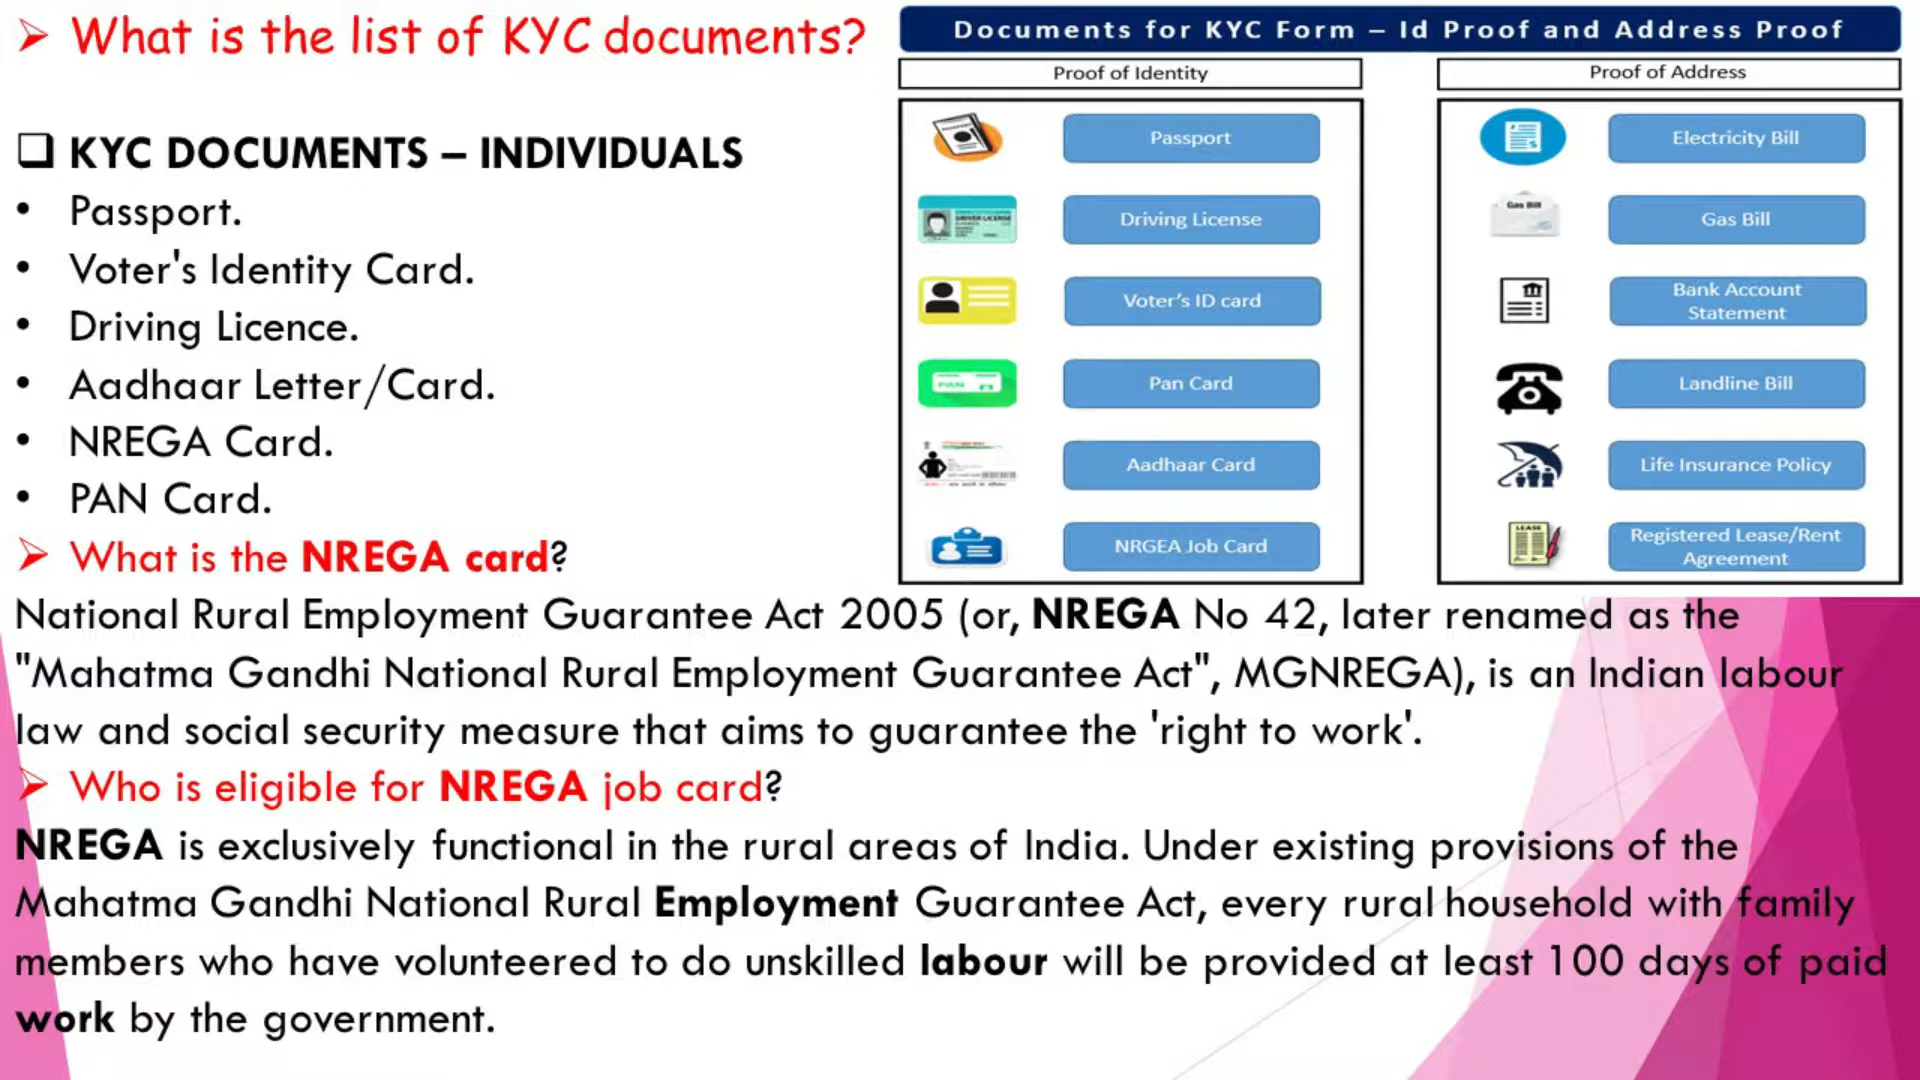 What is the list of KYC documents?
KYC DOCUMENTS – INDIVIDUALS
• Passport.
• Voter's Identity Card.
• Driving Licence.
• Aadhaar Letter/Card.
• NREGA Card.
• PAN Card.
Documents for KYC Form – Id Proof and Address Proof
Proof of Identity
Passport
DRIVER LICENSE
Driving License
Voter's ID card
PAN
Pan Card
Aadhaar Card
NRGEA Job Card
Proof of Address
Electricity Bill
Gas Bill
Gas Bill
Bank Account
Statement
Landline Bill
Life Insurance Policy
LEASE
Registered Lease/Rent
Agreement
What is the NREGA card?
National Rural Employment Guarantee Act 2005 (or, NREGA No 42, later renamed as the
"Mahatma Gandhi National Rural Employment Guarantee Act", MGNREGA), is an Indian labour
law and social security measure that aims to guarantee the 'right to work'.
Who is eligible for NREGA job card?
NREGA is exclusively functional in the rural areas of India. Under existing provisions of the
Mahatma Gandhi National Rural Employment Guarantee Act, every rural household with family
members who have volunteered to do unskilled labour will be provided at least 100 days of paid
work by the government.